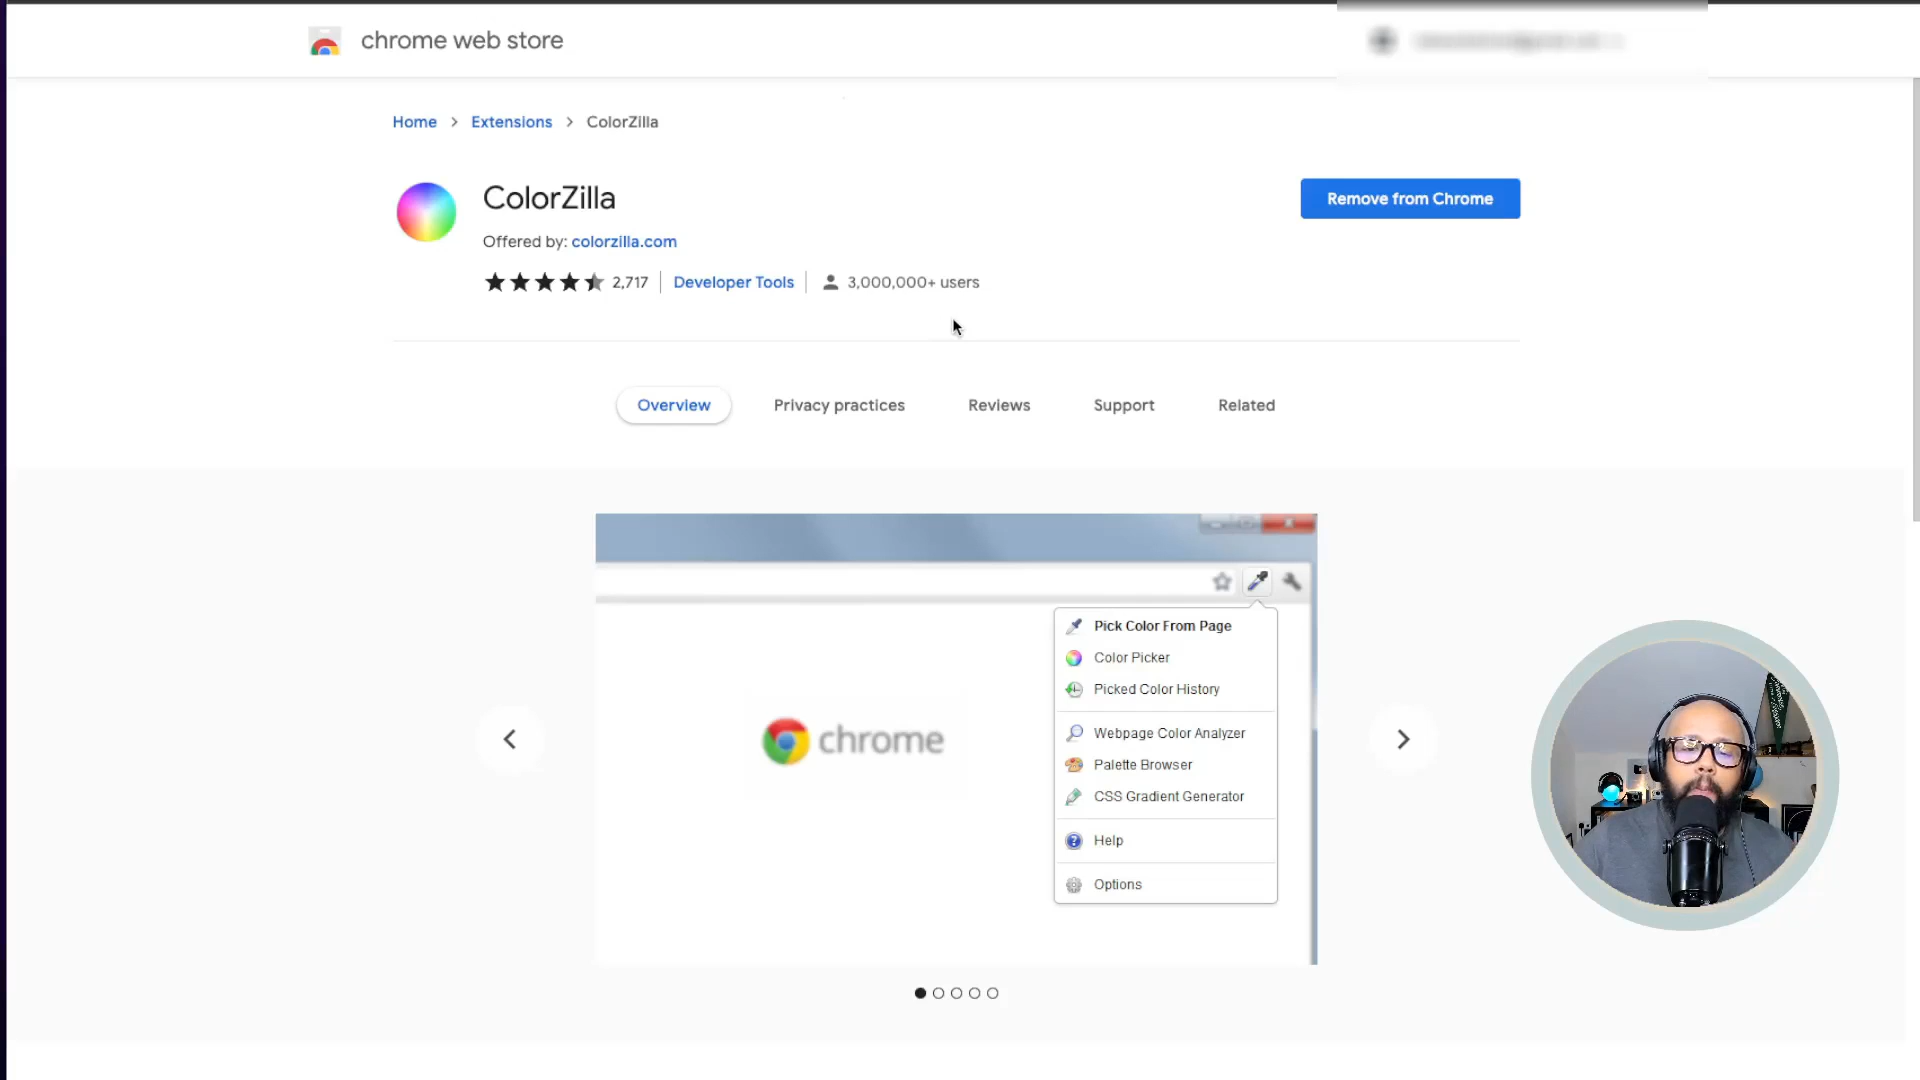 chrome web store
Home > Extensions > ColorZilla
ColorZilla
Remove from Chrome
Offered by: colorzilla.com
2,717 | Developer Tools | 3,000,000+ users
Overview Privacy practices Reviews Support Related
Pick Color From Page
Color Picker
Picked Color History
chrome
Webpage Color Analyzer
Palette Browser
CSS Gradient Generator
Help
Options